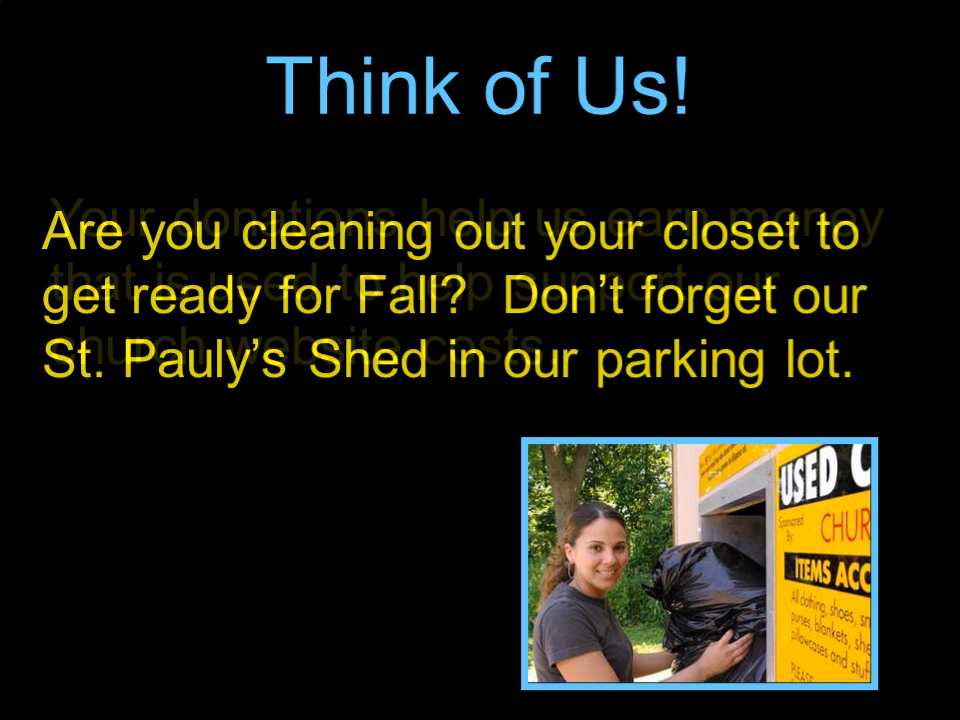 Think of Us!
Your donations help us earn money
that is used to help support our
church website costs.
Are you cleaning out your closet to
get ready for Fall?  Don’t forget our
St. Pauly’s Shed in our parking lot.
USED
Sponsored
By:
CHUR
ITEMS ACC
All clothing, shoes, sn
purses, blankets, she
pillowcases and stuf
PLEASE